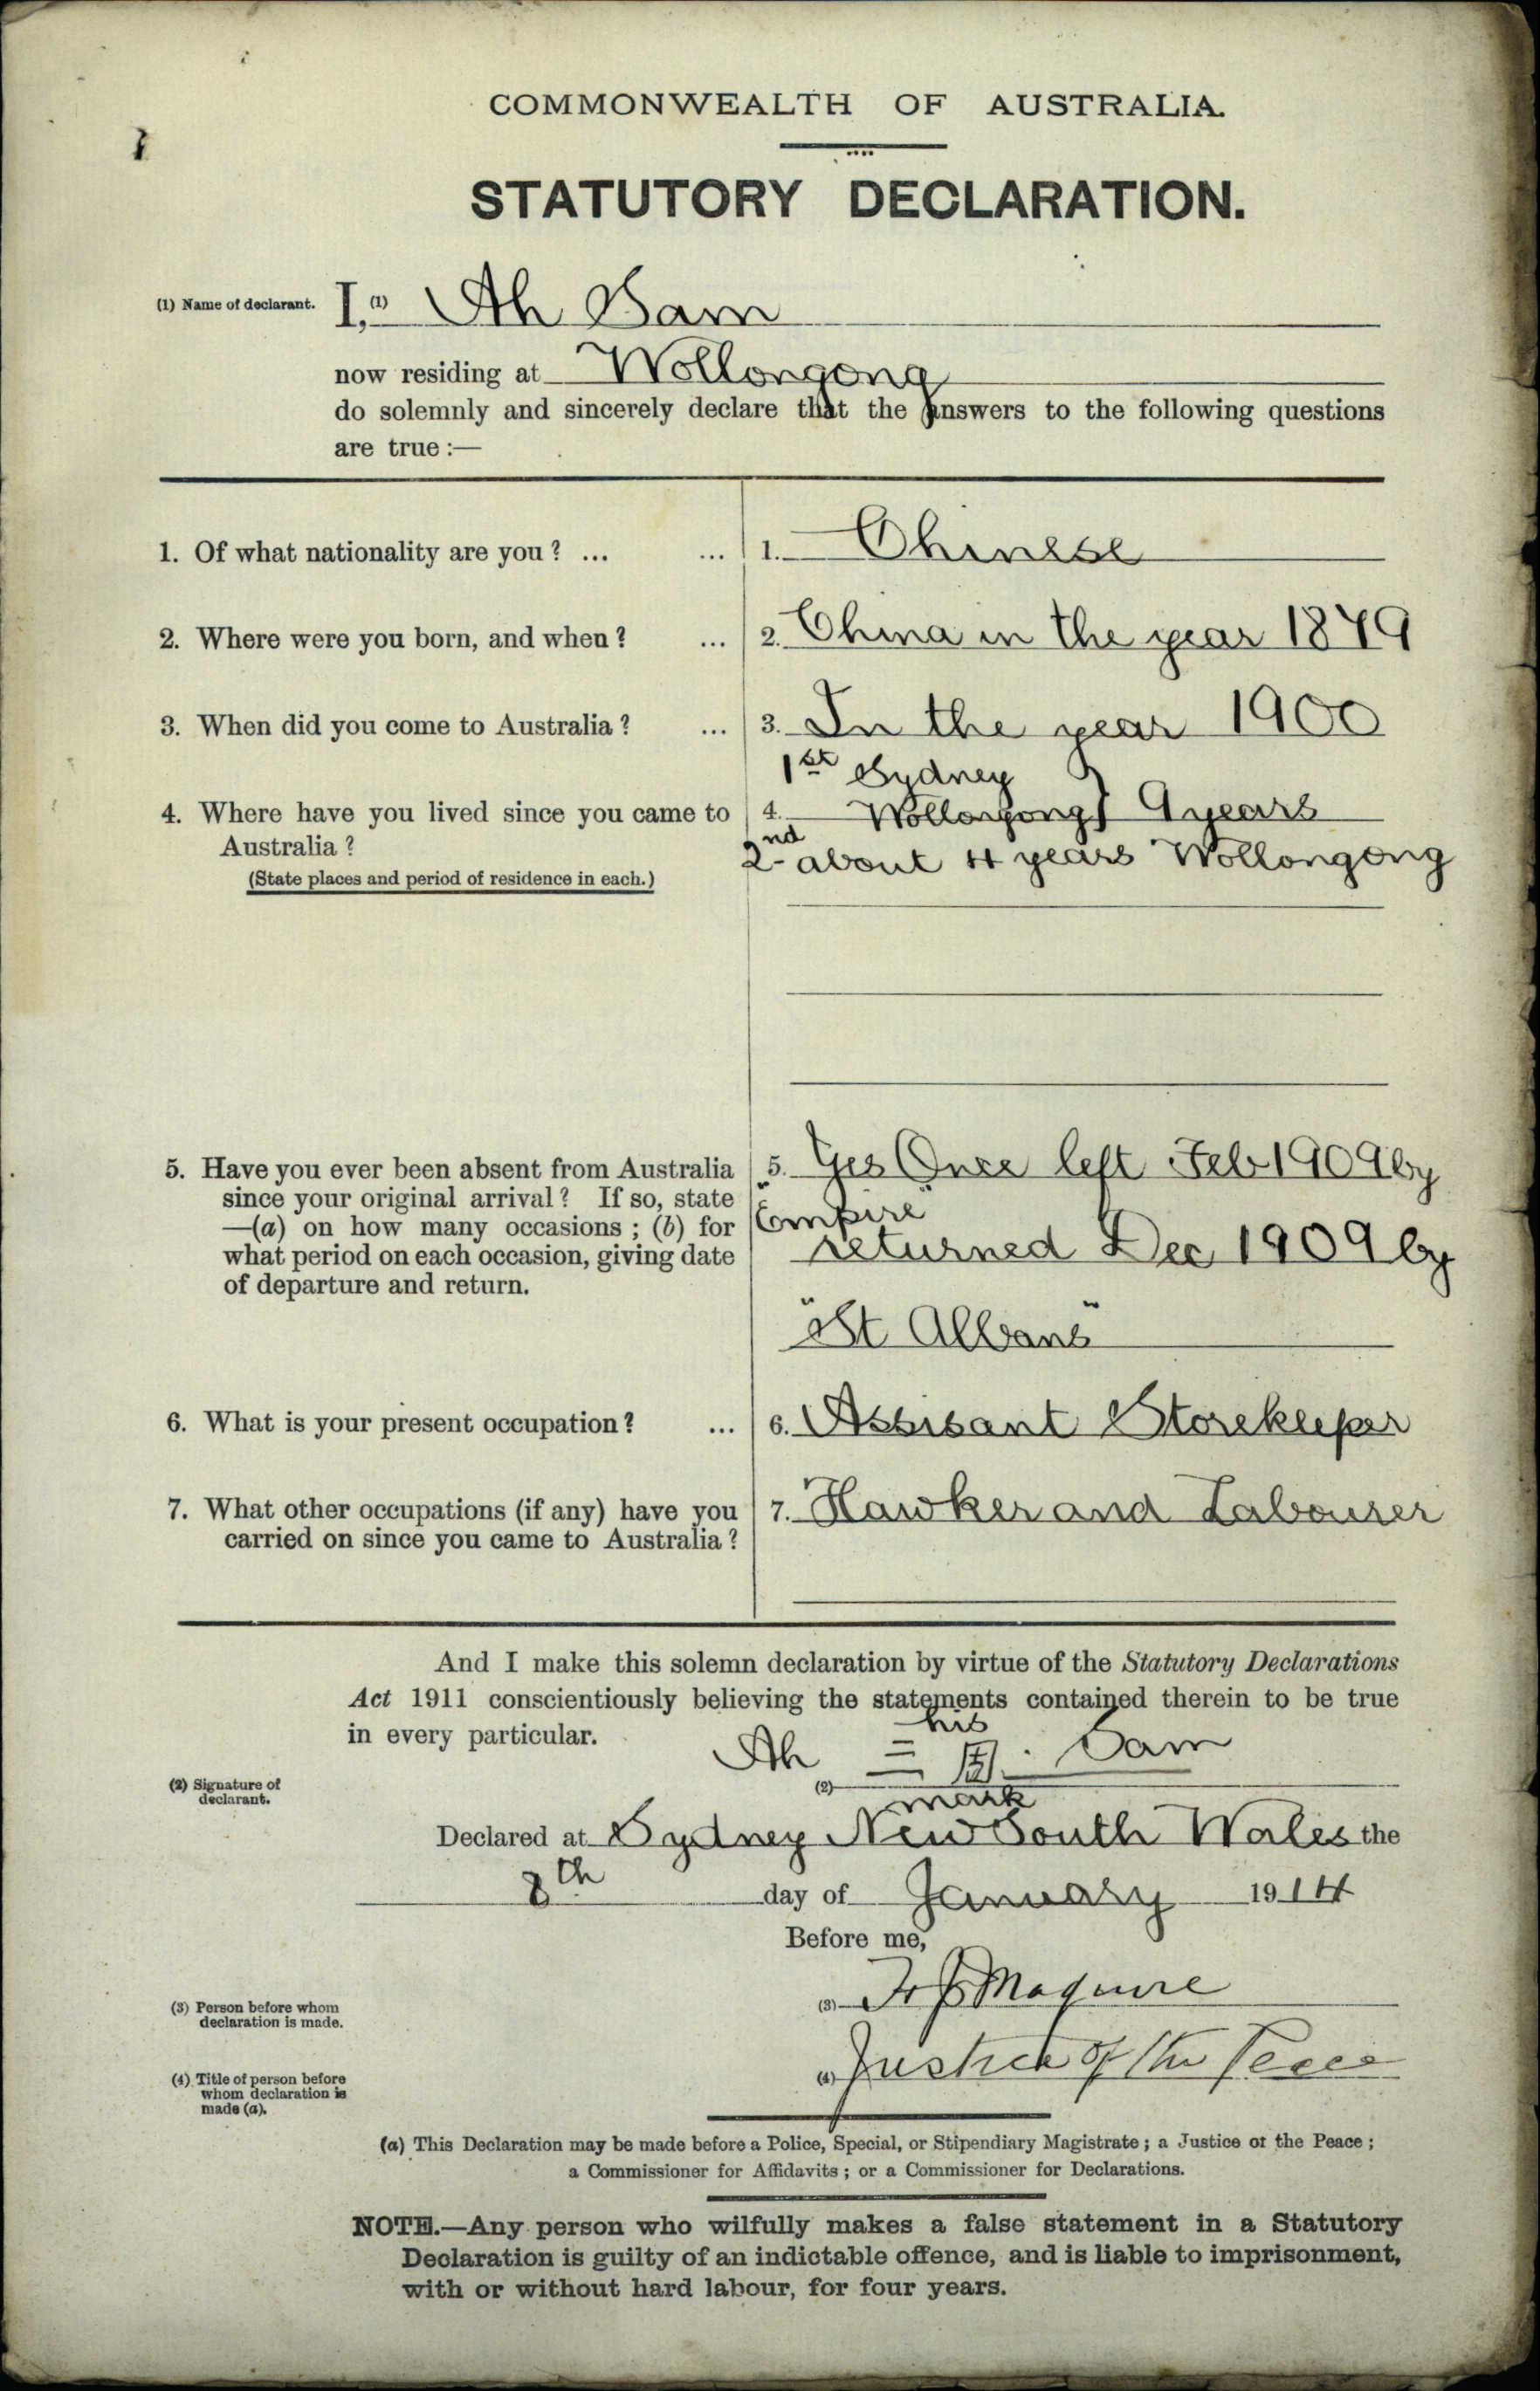 COMMONWEALTH OF AUSTRALIA.
STATUTORY DECLARATION.
(1) Name of declarant. I, (1) Ah Sam
now residing at Wollongong
do solemnly and sincerely declare that the answers to the following questions
are true :—
1. Of what nationality are you ? ... ... 1. Chinese
2. Where were you born, and when ? ... 2. China in the year 1879
3. When did you come to Australia ? ... 3. In the year 1900
1st Sydney
4. Where have you lived since you came to 4. Wollongong } 9 years
Australia ? 2nd about 4 years Wollongong
(State places and period of residence in each.)
5. Have you ever been absent from Australia 5. Yes Once left Feb 1909 by
since your original arrival ? If so, state
—(a) on how many occasions ; (b) for "Empire"
what period on each occasion, giving date returned Dec 1909 by
of departure and return.
"St Albans"
6. What is your present occupation ? ... 6. Assisant Storekeeper
7. What other occupations (if any) have you 7. Hawker and Labourer
carried on since you came to Australia ?
And I make this solemn declaration by virtue of the Statutory Declarations
Act 1911 conscientiously believing the statements contained therein to be true
in every particular.
his
Ah Sam
(2) Signature of (2)
declarant.
mark
Declared at Sydney New South Wales the
8th day of January 1914
Before me,
(3) Maguire
(3) Person before whom
declaration is made.
(4) Justice of the Peace
(4) Title of person before
whom declaration is
made (a).
(a) This Declaration may be made before a Police, Special, or Stipendiary Magistrate ; a Justice of the Peace ;
a Commissioner for Affidavits ; or a Commissioner for Declarations.
NOTE.—Any person who wilfully makes a false statement in a Statutory
Declaration is guilty of an indictable offence, and is liable to imprisonment,
with or without hard labour, for four years.